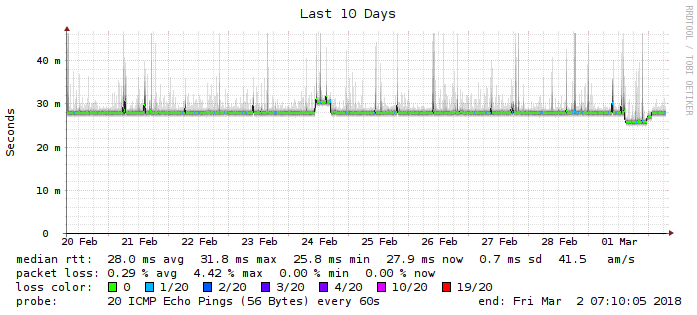 Last 10 Days
RRDTOOL / TOBI OETIKER
Seconds
40 m
30 m
20 m
10 m
0
20 Feb 21 Feb 22 Feb 23 Feb 24 Feb 25 Feb 26 Feb 27 Feb 28 Feb 01 Mar
median rtt: 28.0 ms avg 31.8 ms max 25.8 ms min 27.9 ms now 0.7 ms sd 41.5 am/s
packet loss: 0.29 % avg 4.42 % max 0.00 % min 0.00 % now
loss color: 0 1/20 2/20 3/20 4/20 10/20 19/20
probe: 20 ICMP Echo Pings (56 Bytes) every 60s end: Fri Mar 2 07:10:05 2018